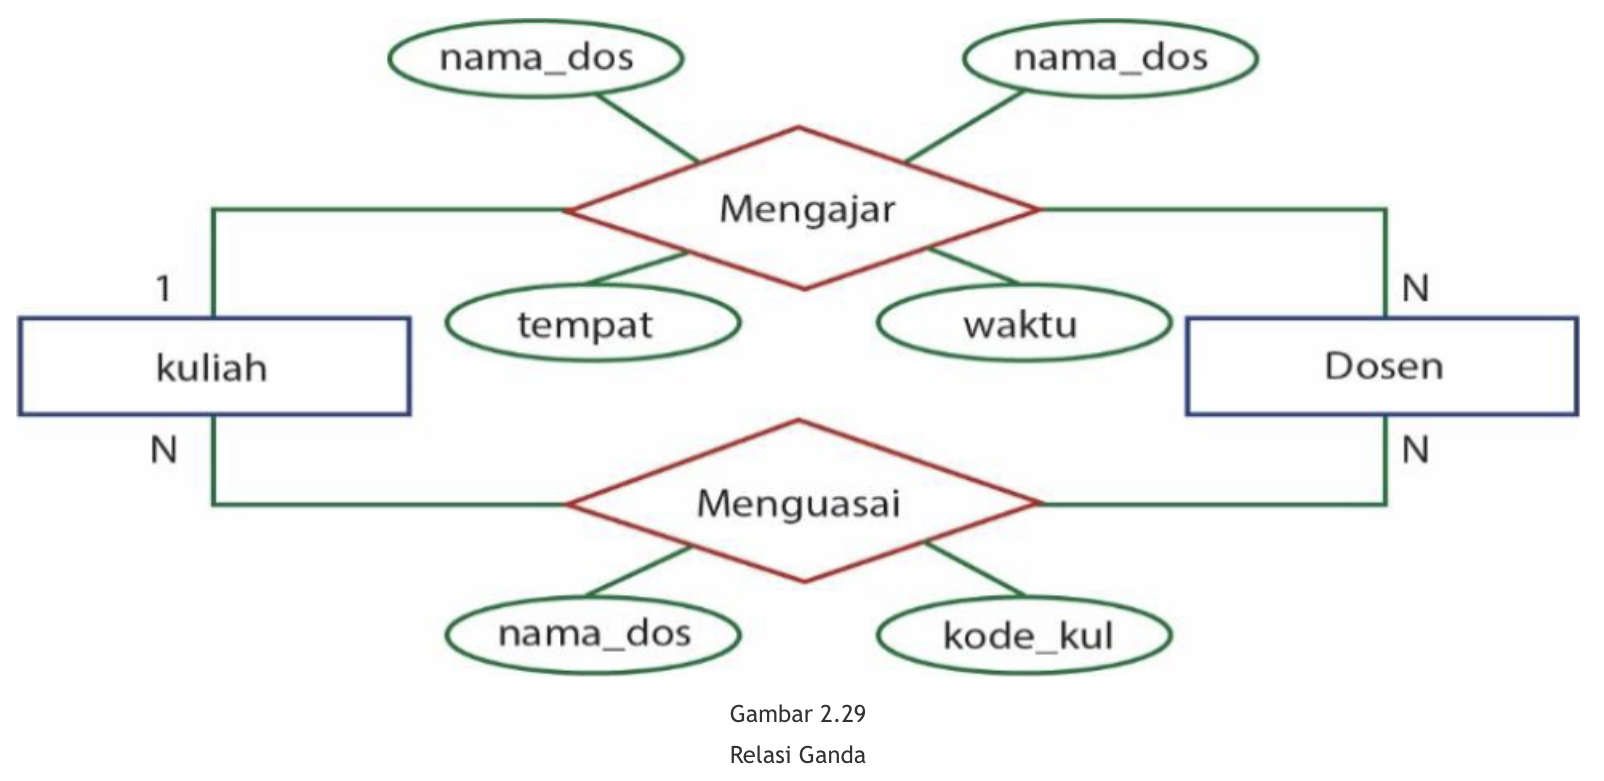 nama_dos
nama_dos
Mengajar
1
N
tempat
waktu
kuliah
Dosen
N
N
Menguasai
nama_dos
kode_kul
Gambar 2.29
Relasi Ganda